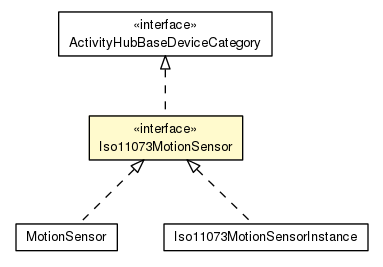 «interface»
ActivityHubBaseDeviceCategory
«interface»
Iso11073MotionSensor
MotionSensor
Iso11073MotionSensorInstance